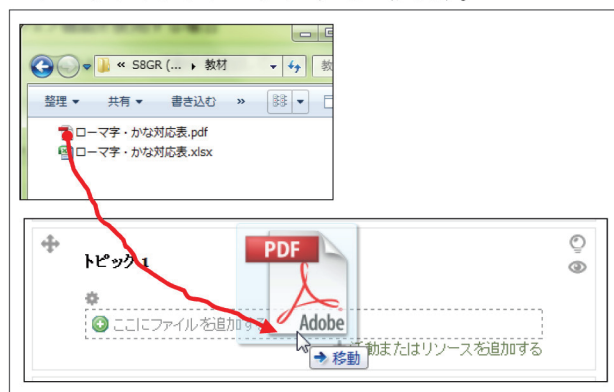 « S8GR (... ▸ 教材
整理 ▼ 共有 ▼ 書き込む »
ローマ字・かな対応表.pdf
ローマ字・かな対応表.xlsx
トピック 1
PDF
Adobe
ここにファイルを追加する
移動
活動またはリソースを追加する